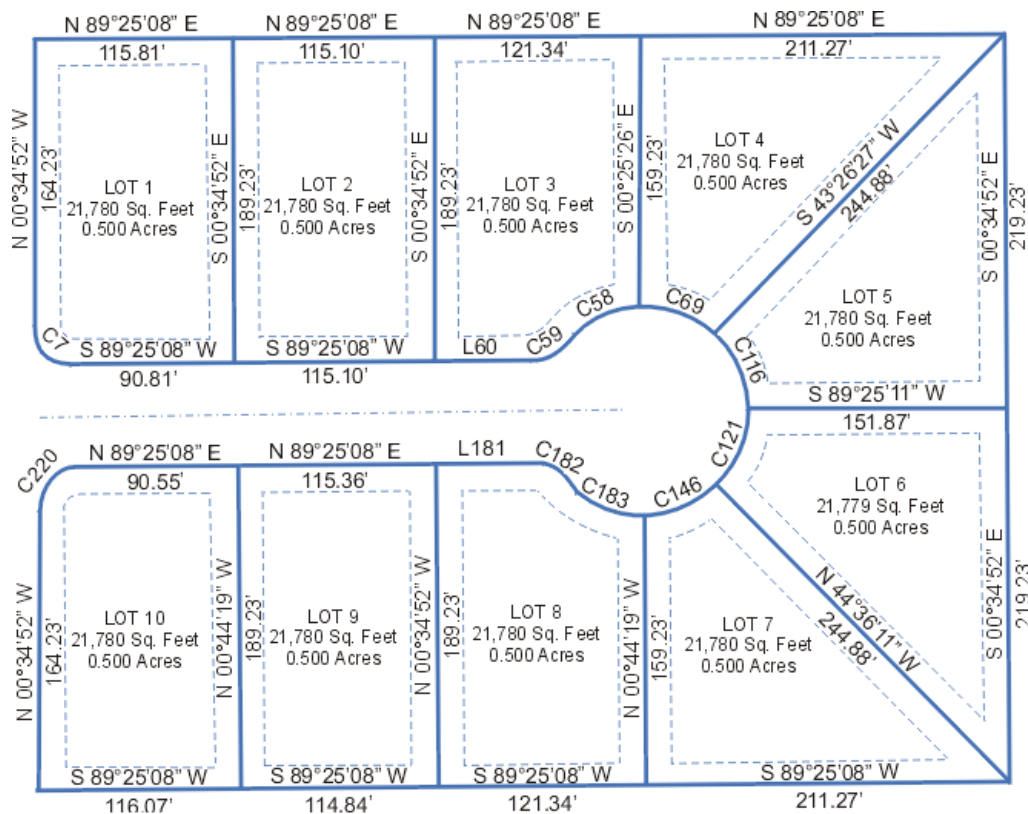 N 89°25'08" E
N 89°25'08" E
N 89°25'08" E
N 89°25'08" E
115.81'
115.10'
121.34'
211.27'
N 00°34'52" W
164.23'
LOT 1
21,780 Sq. Feet
0.500 Acres
S 00°34'52" E
189.23'
LOT 2
21,780 Sq. Feet
0.500 Acres
S 00°34'52" E
189.23'
LOT 3
21,780 Sq. Feet
0.500 Acres
S 00°25'26" E
159.23'
LOT 4
21,780 Sq. Feet
0.500 Acres
S 43°26'27" W
244.88'
LOT 5
21,780 Sq. Feet
0.500 Acres
S 00°34'52" E
219.23'
C7
S 89°25'08" W
90.81'
S 89°25'08" W
115.10'
L60
C59
C58
C69
C116
S 89°25'11" W
151.87'
C121
C220
N 89°25'08" E
90.55'
N 89°25'08" E
115.36'
L181
C182
C183
C146
N 00°34'52" W
164.23'
LOT 10
21,780 Sq. Feet
0.500 Acres
N 00°44'19" W
189.23'
LOT 9
21,780 Sq. Feet
0.500 Acres
N 00°34'52" W
189.23'
LOT 8
21,780 Sq. Feet
0.500 Acres
N 00°44'19" W
159.23'
LOT 7
21,780 Sq. Feet
0.500 Acres
N 44°36'11" W
244.88'
LOT 6
21,779 Sq. Feet
0.500 Acres
S 00°34'52" E
219.23'
S 89°25'08" W
116.07'
S 89°25'08" W
114.84'
S 89°25'08" W
121.34'
S 89°25'08" W
211.27'